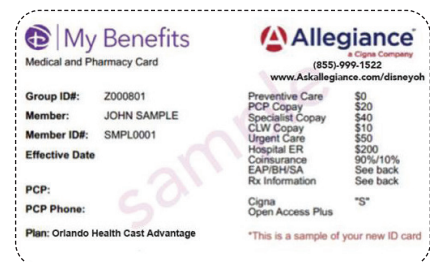 My Benefits
Medical and Pharmacy Card
Allegiance
a Cigna Company
(855)-999-1522
www.Askallegiance.com/disneyoh
Group ID#: Z000801
Member: JOHN SAMPLE
Member ID#: SMPL0001
Effective Date
PCP:
PCP Phone:
Plan: Orlando Health Cast Advantage
Preventive Care $0
PCP Copay $20
Specialist Copay $40
CLW Copay $10
Urgent Care $50
Hospital ER $200
Coinsurance 90%/10%
EAP/BH/SA See back
Rx Information See back
Cigna "S"
Open Access Plus
*This is a sample of your new ID card
sample